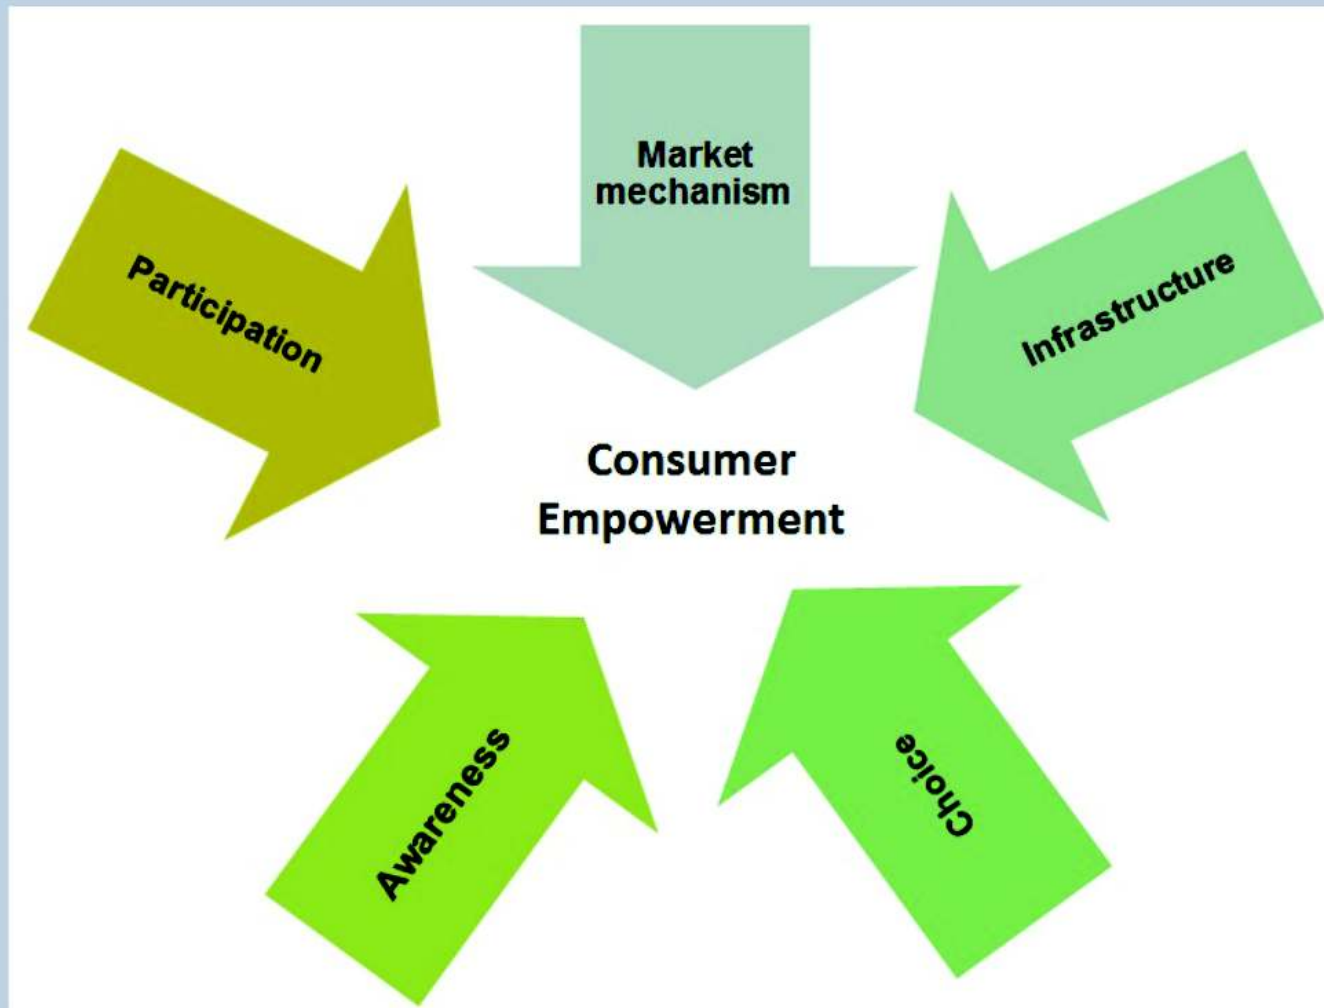 Market
mechanism
Participation
Infrastructure
Consumer
Empowerment
Awareness
Choice